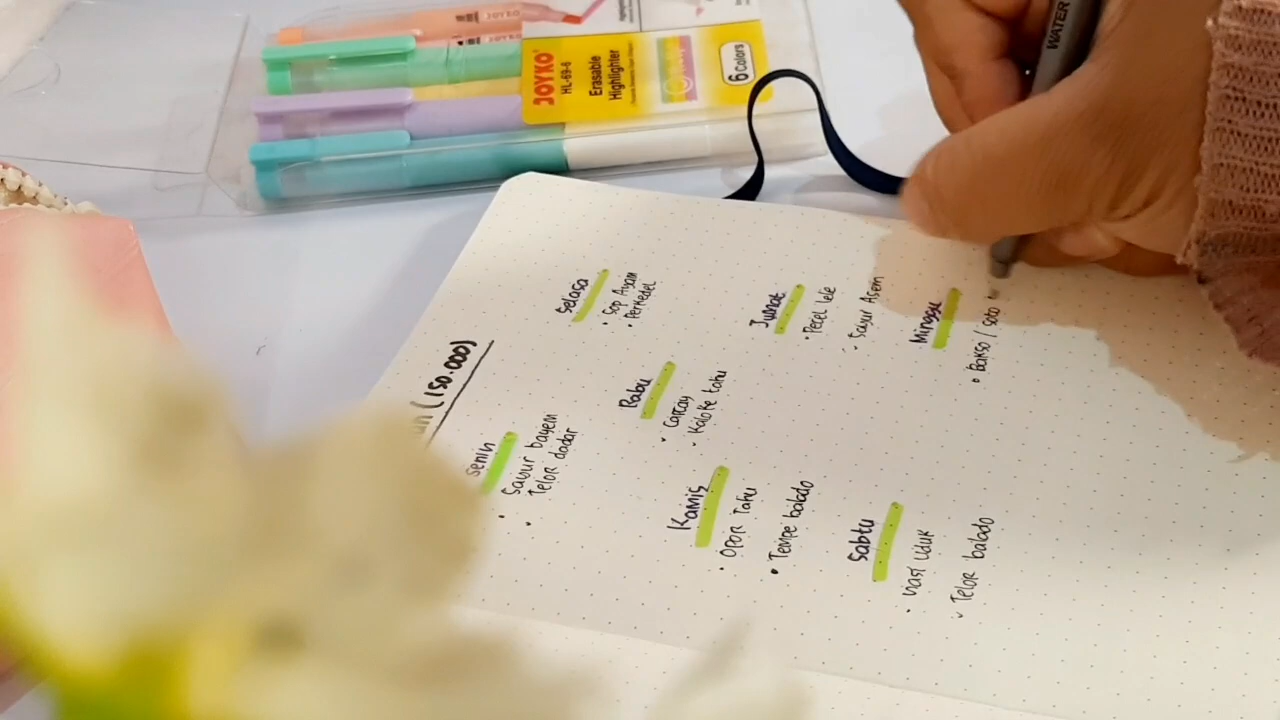 JOYKO
HL-69-6
Erasable
Highlighter
6 Colors
WATER
(150.000)
Senin
• Sayur bayem
• Telor dadar
Selasa
• Sop Ayam
• Perkedel
Rabu
• Capcay
• Kaloke tahu
Kamis
• Opor Tahu
• Tempe balado
Jumat
• Pecel lele
• Sayur Asem
Sabtu
• Nasi Uduk
• Telor balado
Minggu
• Bakso / soto